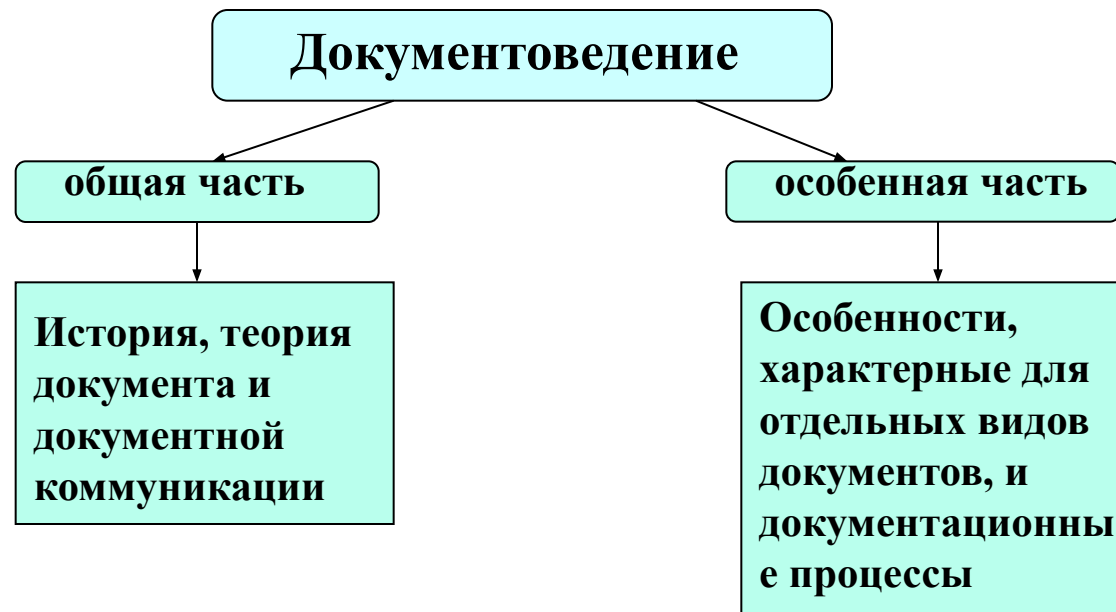 Документоведение
общая часть
особенная часть
История, теория
документа и
документной
коммуникации
Особенности,
характерные для
отдельных видов
документов, и
документационны
е процессы